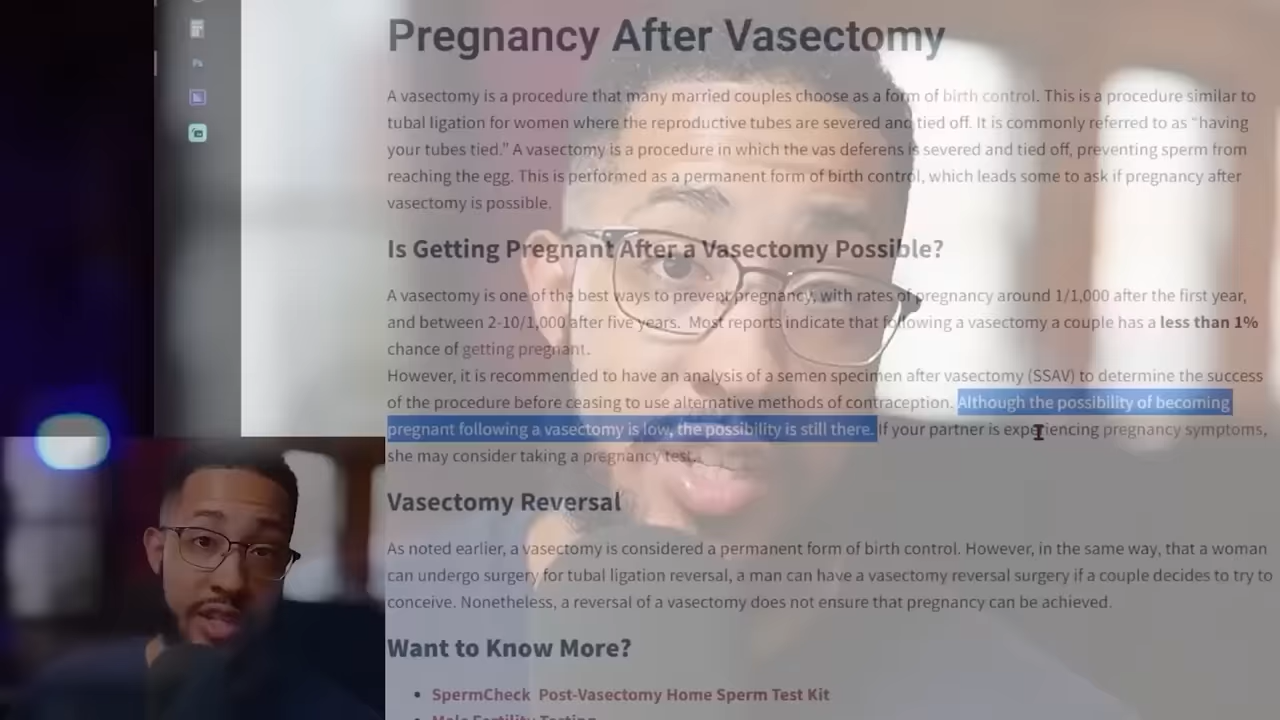 Pregnancy After Vasectomy
A vasectomy is a procedure that many married couples choose as a form of birth control. This is a procedure similar to
tubal ligation for women where the reproductive tubes are severed and tied off. It is commonly referred to as “having
your tubes tied.” A vasectomy is a procedure in which the vas deferens is severed and tied off, preventing sperm from
reaching the egg. This is performed as a permanent form of birth control, which leads some to ask if pregnancy after
vasectomy is possible.
Is Getting Pregnant After a Vasectomy Possible?
A vasectomy is one of the best ways to prevent pregnancy, with rates of pregnancy around 1/1,000 after the first year,
and between 2-10/1,000 after five years. Most reports indicate that following a vasectomy a couple has a less than 1%
chance of getting pregnant.
However, it is recommended to have an analysis of a semen specimen after vasectomy (SSAV) to determine the success
of the procedure before ceasing to use alternative methods of contraception. Although the possibility of becoming
pregnant following a vasectomy is low, the possibility is still there. If your partner is experiencing pregnancy symptoms,
she may consider taking a pregnancy test.
Vasectomy Reversal
As noted earlier, a vasectomy is considered a permanent form of birth control. However, in the same way, that a woman
can undergo surgery for tubal ligation reversal, a man can have a vasectomy reversal surgery if a couple decides to try to
conceive. Nonetheless, a reversal of a vasectomy does not ensure that pregnancy can be achieved.
Want to Know More?
SpermCheck Post-Vasectomy Home Sperm Test Kit
Male Fertility Testing